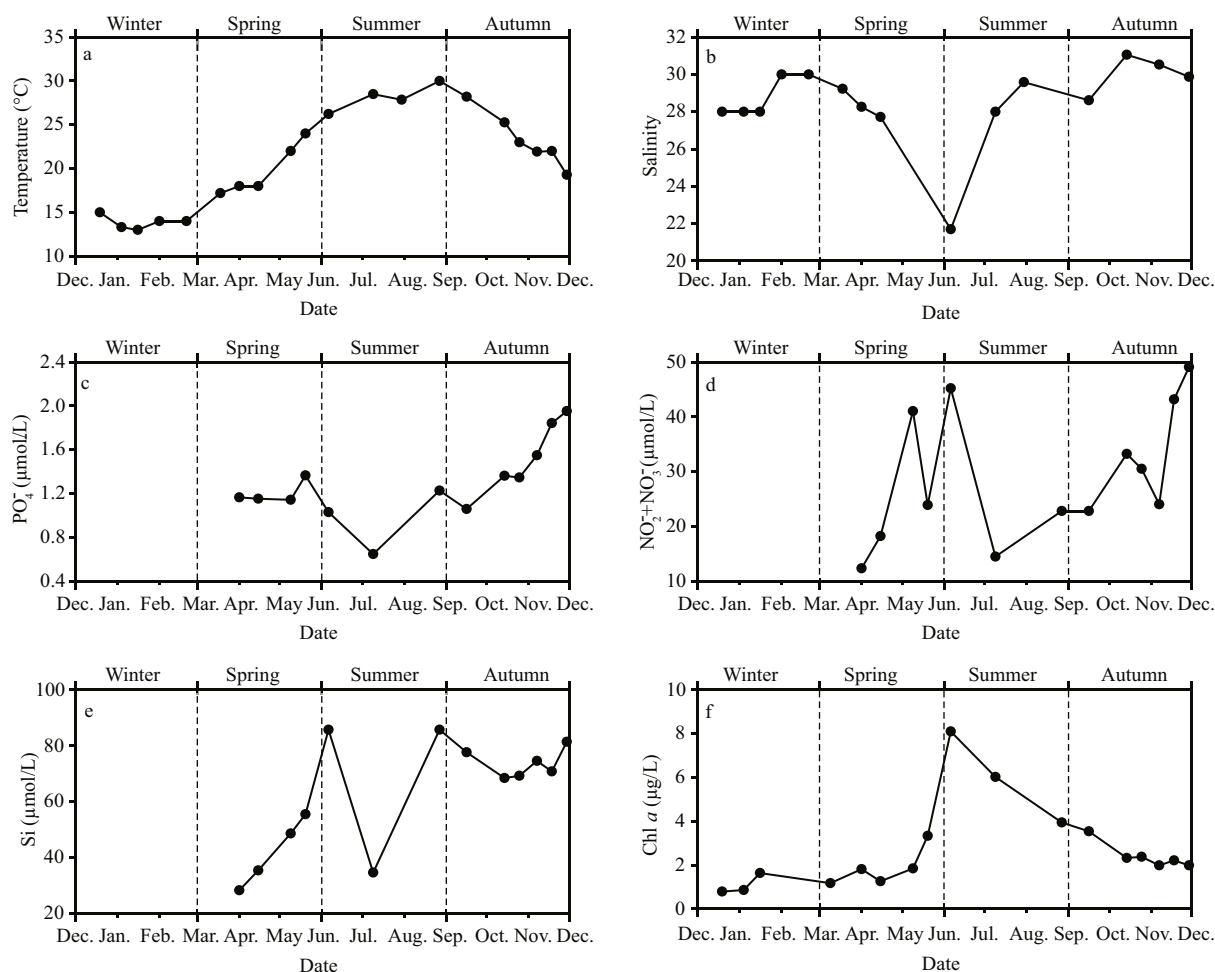 Winter Spring Summer Autumn
a
35
30
25
20
15
10
Temperature (°C)
Dec. Jan. Feb. Mar. Apr. May Jun. Jul. Aug. Sep. Oct. Nov. Dec.
Date
Winter Spring Summer Autumn
b
32
30
28
26
24
22
20
Salinity
Dec. Jan. Feb. Mar. Apr. May Jun. Jul. Aug. Sep. Oct. Nov. Dec.
Date
Winter Spring Summer Autumn
c
2.4
2.0
1.6
1.2
0.8
0.4
PO₄⁻ (μmol/L)
Dec. Jan. Feb. Mar. Apr. May Jun. Jul. Aug. Sep. Oct. Nov. Dec.
Date
Winter Spring Summer Autumn
d
50
40
30
20
10
NO₂⁻+NO₃⁻ (μmol/L)
Dec. Jan. Feb. Mar. Apr. May Jun. Jul. Aug. Sep. Oct. Nov. Dec.
Date
Winter Spring Summer Autumn
e
100
80
60
40
20
Si (μmol/L)
Dec. Jan. Feb. Mar. Apr. May Jun. Jul. Aug. Sep. Oct. Nov. Dec.
Date
Winter Spring Summer Autumn
f
10
8
6
4
2
0
Chl a (μg/L)
Dec. Jan. Feb. Mar. Apr. May Jun. Jul. Aug. Sep. Oct. Nov. Dec.
Date